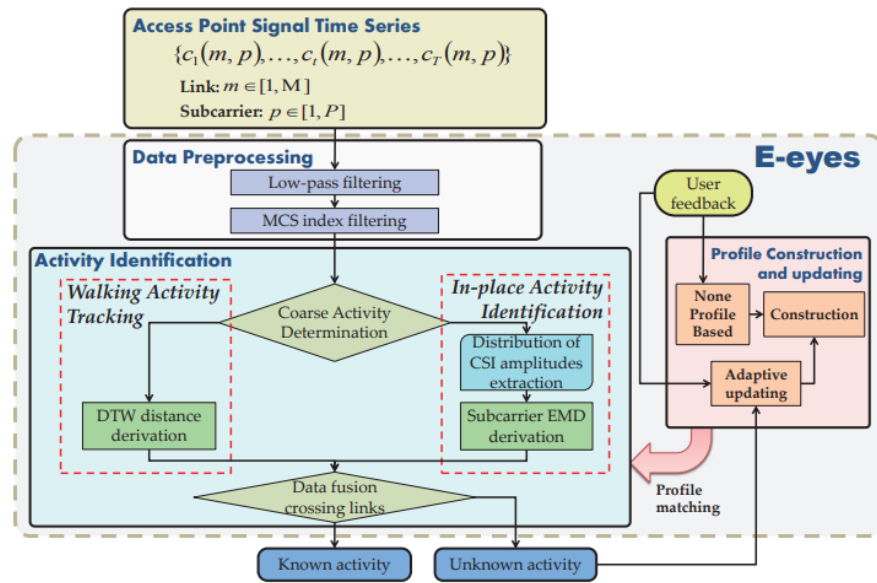 Access Point Signal Time Series
{c₁(m, p),…,cₜ(m, p),…,c_T(m, p)}
Link: m ∈[1, M]
Subcarrier: p ∈[1, P]
E-eyes
Data Preprocessing
Low-pass filtering
MCS index filtering
User
feedback
Activity Identification
Walking Activity
Tracking
Coarse Activity
Determination
In-place Activity
Identification
Distribution of
CSI amplitudes
extraction
DTW distance
derivation
Subcarrier EMD
derivation
Data fusion
crossing links
Profile Construction
and updating
None
Profile
Based
Construction
Adaptive
updating
Profile
matching
Known activity
Unknown activity